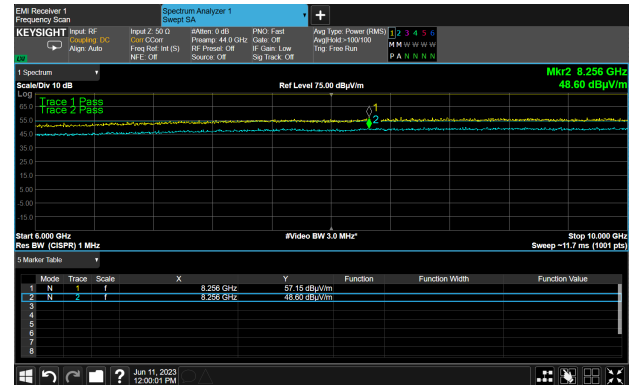 EMI Receiver 1
Frequency Scan
Spectrum Analyzer 1
Swept SA
KEYSIGHT
Input: RF
Coupling: DC
Align: Auto
Input Z: 50 Ω
Corr CCorr
Freq Ref: Int (S)
NFE: Off
#Atten: 0 dB
Preamp: 44.0 GHz
RF Preset: Off
Source: Off
PNO: Fast
Gate: Off
IF Gain: Low
Sig Track: Off
Avg Type: Power (RMS)
Avg|Hold:>100/100
Trig: Free Run
1 2 3 4 5 6
M M W W W W
P A N N N N
1 Spectrum
Scale/Div 10 dB
Ref Level 75.00 dBµV/m
Mkr2 8.256 GHz
48.60 dBµV/m
Log
Trace 1 Pass
Trace 2 Pass
65.0
55.0
45.0
35.0
25.0
15.0
5.00
-5.00
-15.0
1
2
Start 6.000 GHz
#Video BW 3.0 MHz*
Stop 10.000 GHz
Res BW (CISPR) 1 MHz
Sweep ~11.7 ms (1001 pts)
5 Marker Table
Mode Trace Scale X Y Function Function Width Function Value
1 N 1 f 8.256 GHz 57.15 dBµV/m
2 N 2 f 8.256 GHz 48.60 dBµV/m
3
4
5
6
7
8
Jun 11, 2023
12:00:01 PM